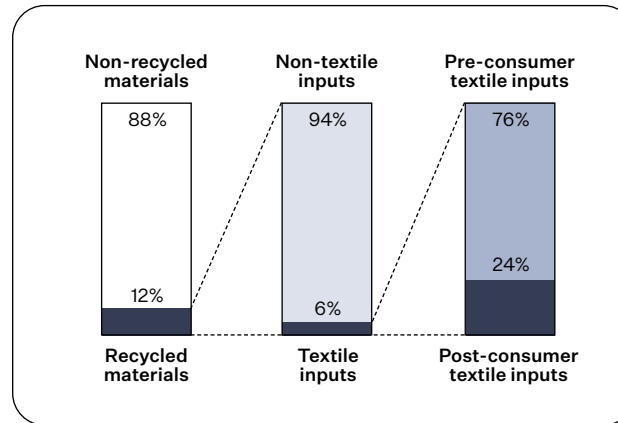 Non-recycled
materials
Non-textile
inputs
Pre-consumer
textile inputs
88%
94%
76%
12%
6%
24%
Recycled
materials
Textile
inputs
Post-consumer
textile inputs